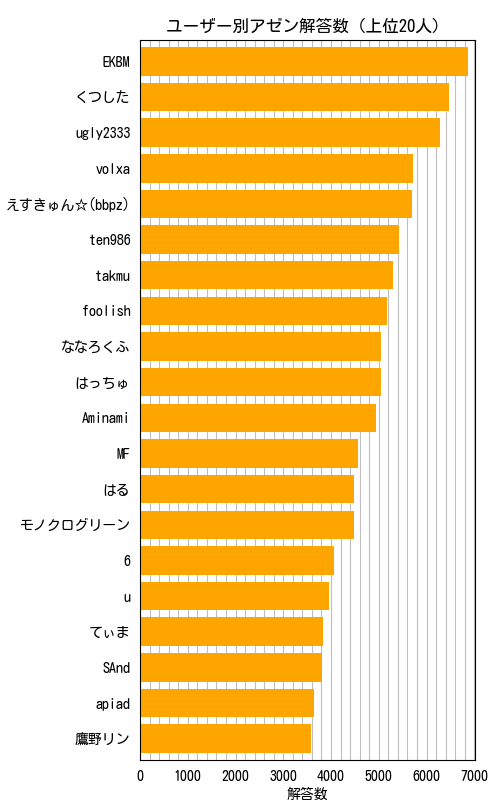 ユーザー別アゼン解答数 (上位20人)
EKBM
くつした
ugly2333
volxa
えすきゅん☆(bbpz)
ten986
takmu
foolish
ななろくふ
はっちゅ
Aminami
MF
はる
モノクログリーン
6
u
てぃま
SAnd
apiad
鷹野リン
0 1000 2000 3000 4000 5000 6000 7000
解答数